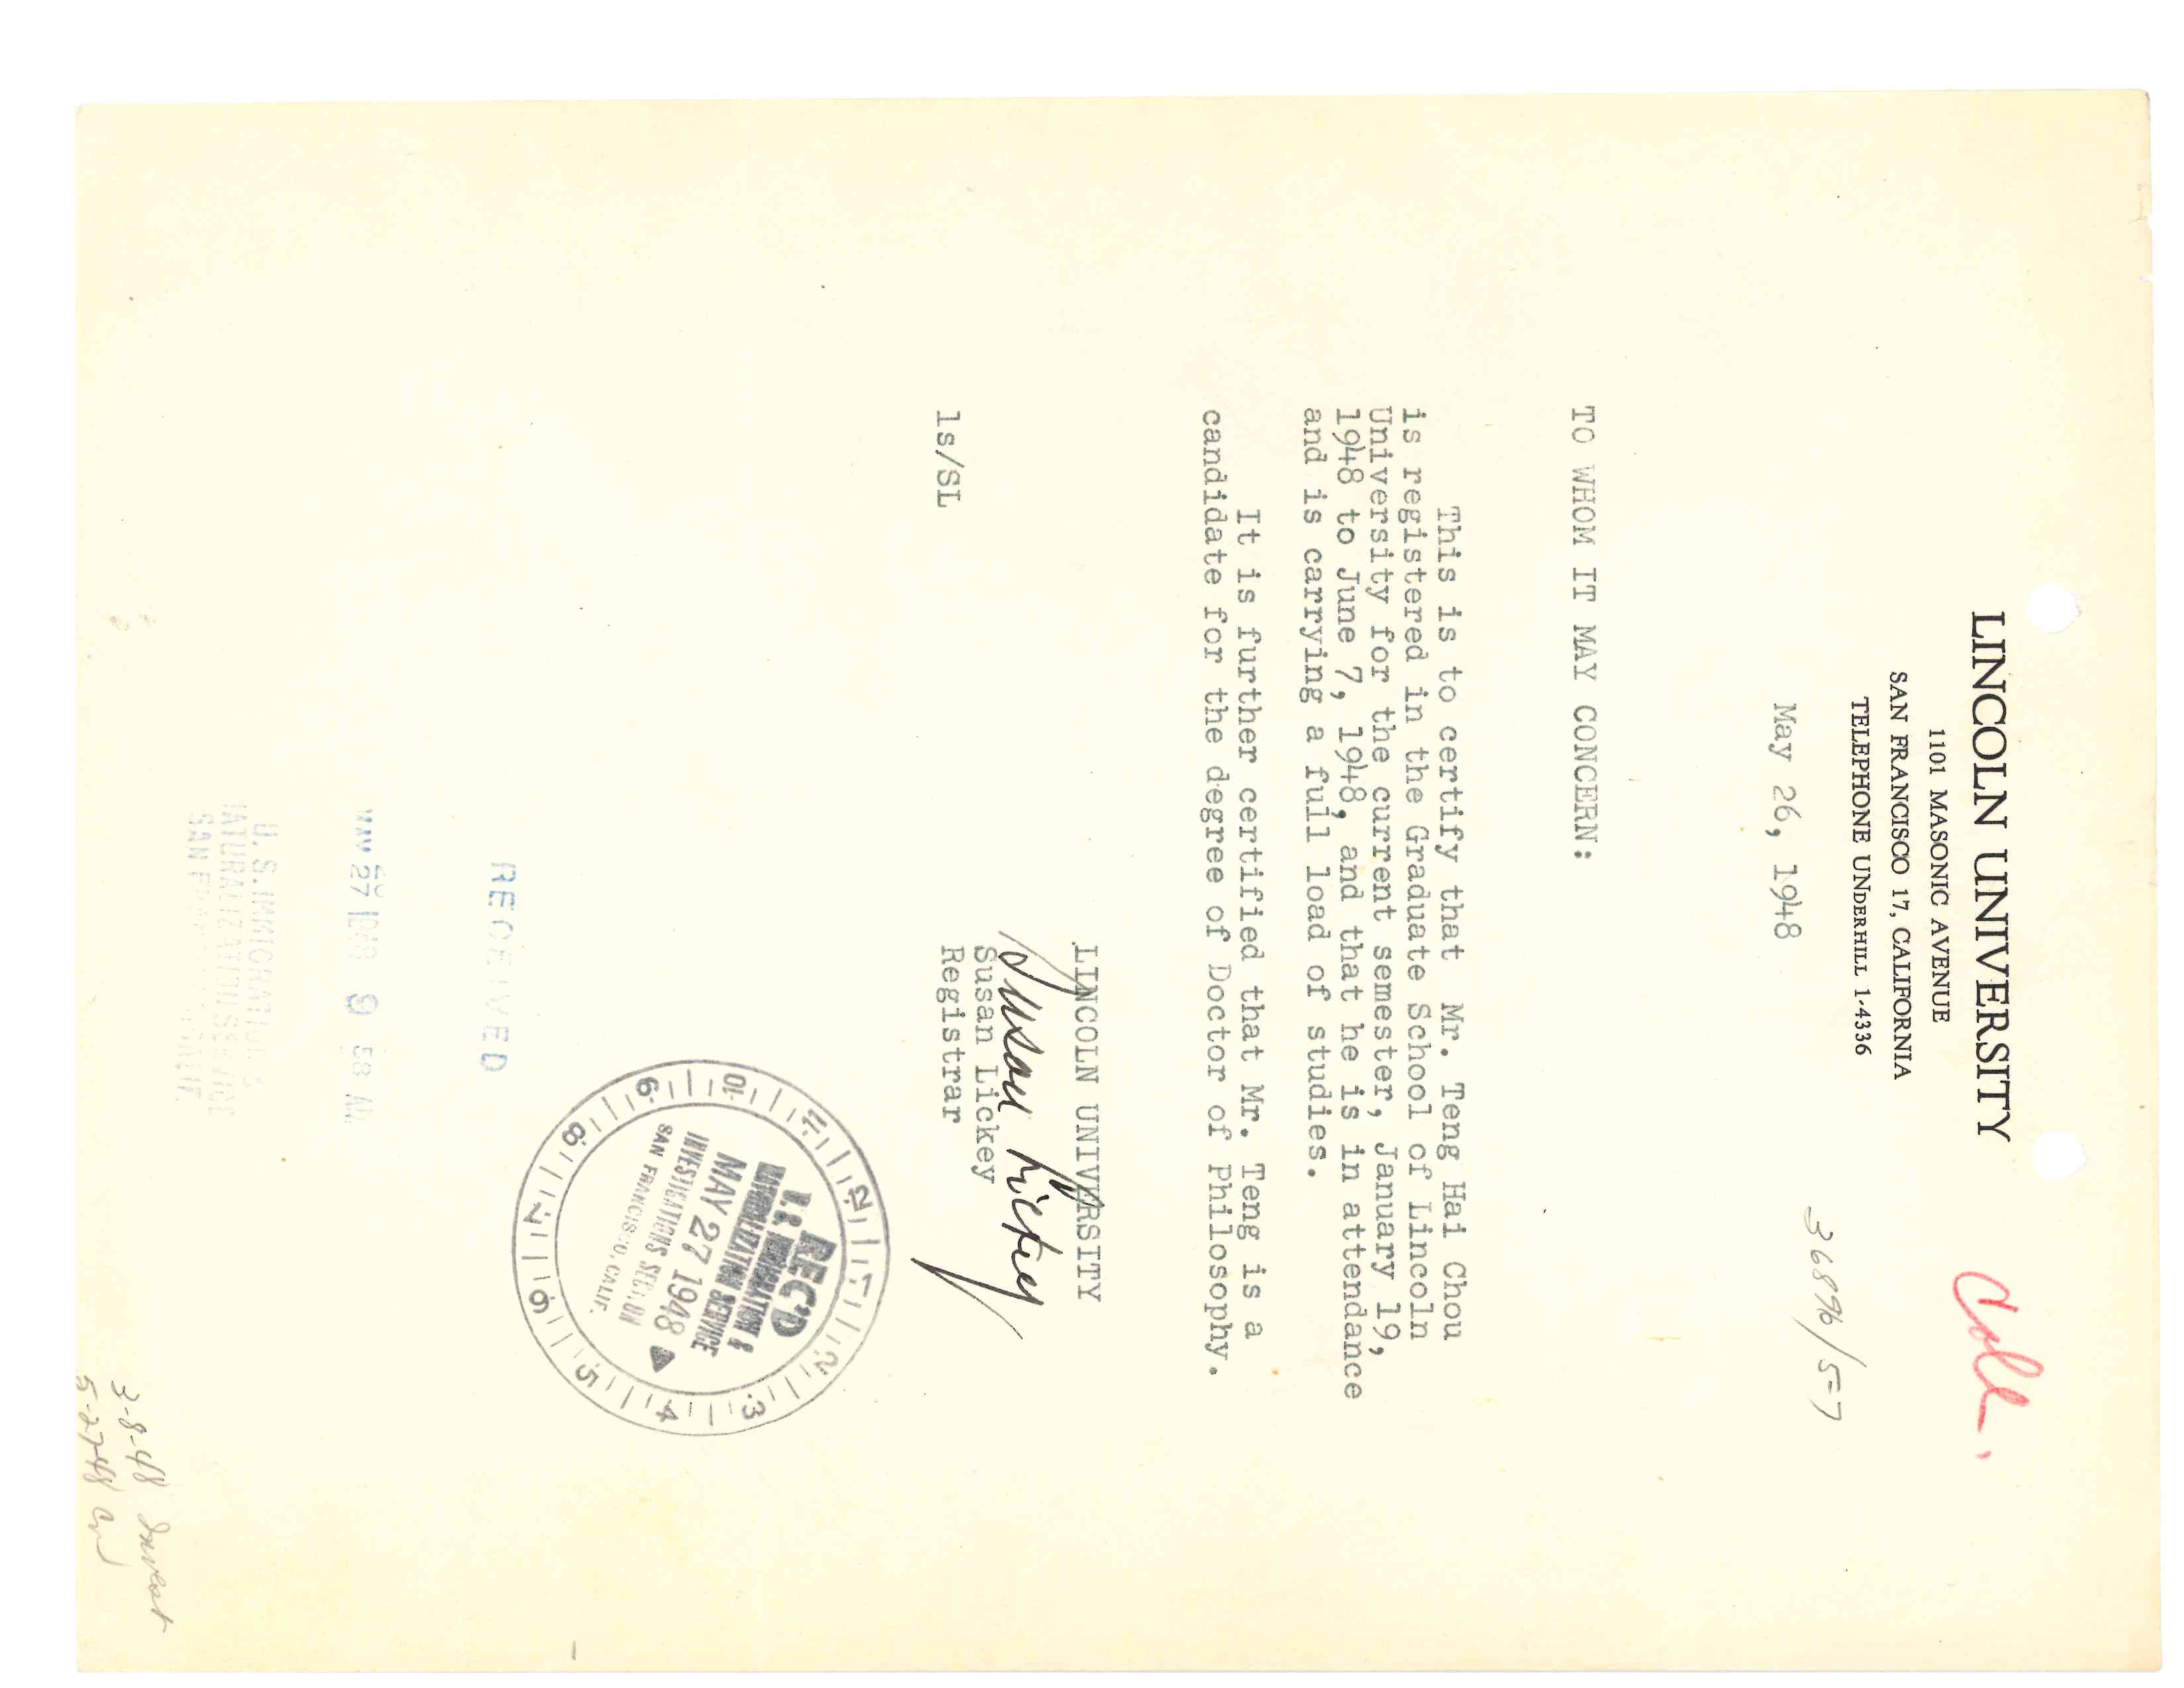 LINCOLN UNIVERSITY
1101 MASONIC AVENUE
SAN FRANCISCO 17, CALIFORNIA
TELEPHONE UNDERHILL 1-4336
Coll.
36896/5-7
May 26, 1948
TO WHOM IT MAY CONCERN:
This is to certify that Mr. Teng Hai Chou
is registered in the Graduate School of Lincoln
University for the current semester, January 19,
1948 to June 7, 1948, and that he is in attendance
and is carrying a full load of studies.
It is further certified that Mr. Teng is a
candidate for the degree of Doctor of Philosophy.
LINCOLN UNIVERSITY
Susan Lickey
Susan Lickey
Registrar
ls/SL
12 1 2 3 4 5 6 7 8 9 10 11
REC'D
U.S. IMMIGRATION &
NATURALIZATION SERVICE
MAY 27 1948
INVESTIGATIONS SECTION
SAN FRANCISCO, CALIF.
RECEIVED
MAY 27 1948 9 58 AM
U. S. IMMIGRATION &
NATURALIZATION SERVICE
SAN FRANCISCO CALIF.
3-8-48 Invest
5-27-48